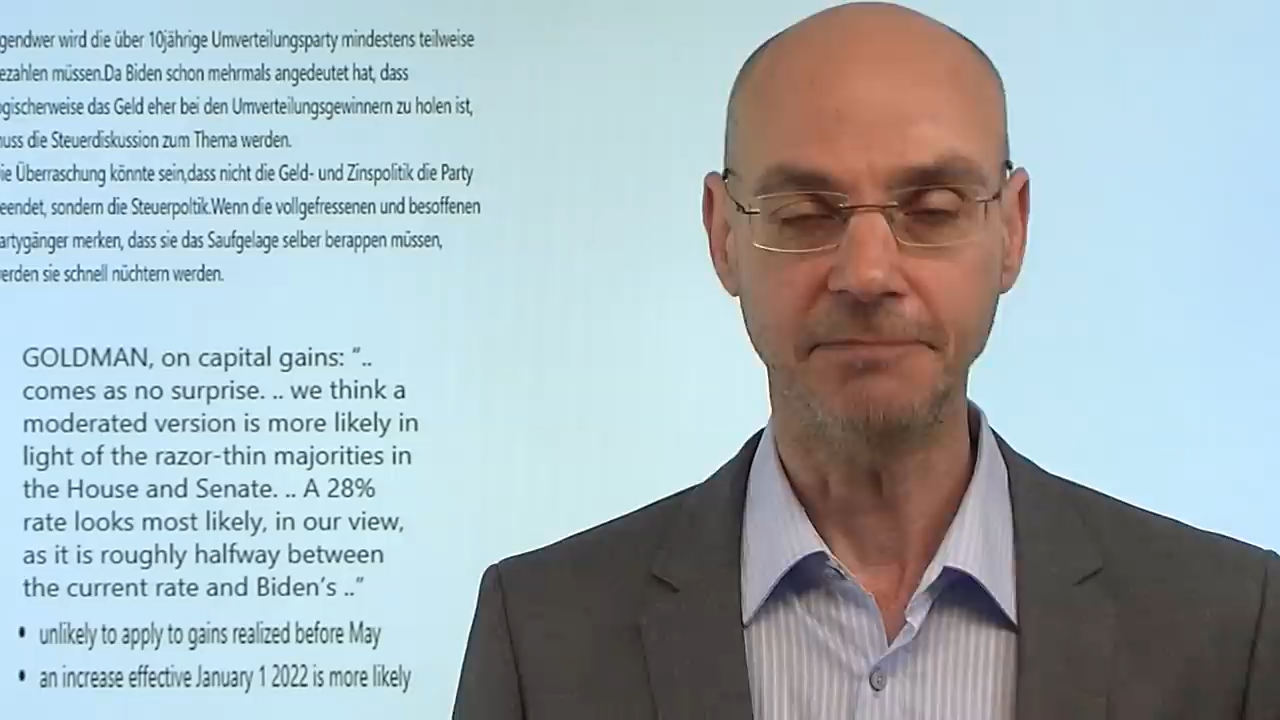 gendwer wird die über 10jährige Umverteilungsparty mindestens teilweise
ezahlen müssen.Da Biden schon mehrmals angedeutet hat, dass
ogischerweise das Geld eher bei den Umverteilungsgewinnern zu holen ist,
nuss die Steuerdiskussion zum Thema werden.
ie Überraschung könnte sein,dass nicht die Geld- und Zinspolitik die Party
eendet, sondern die Steuerpoltik.Wenn die vollgefressenen und besoffenen
artygänger merken, dass sie das Saufgelage selber berappen müssen,
erden sie schnell nüchtern werden.
GOLDMAN, on capital gains: “..
comes as no surprise. .. we think a
moderated version is more likely in
light of the razor-thin majorities in
the House and Senate. .. A 28%
rate looks most likely, in our view,
as it is roughly halfway between
the current rate and Biden’s ..”
• unlikely to apply to gains realized before May
• an increase effective January 1 2022 is more likely